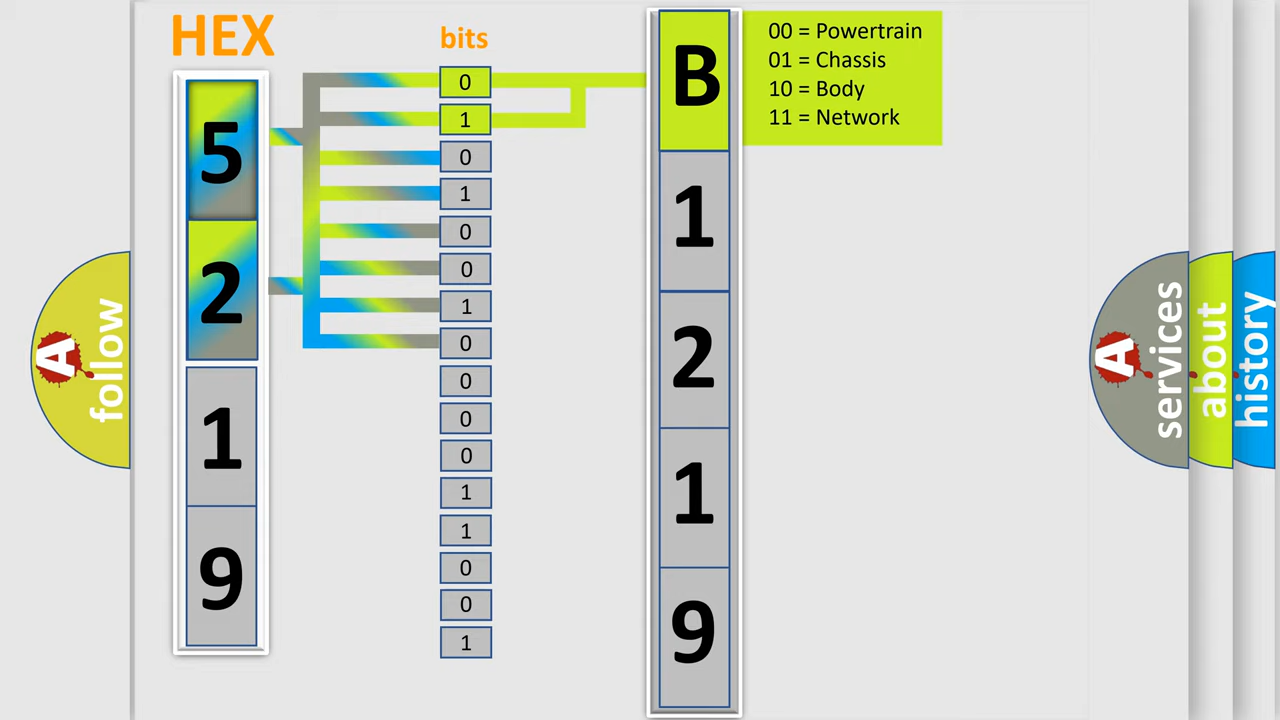 HEX
bits
5
2
1
9
0
1
0
1
0
0
1
0
0
0
0
1
1
0
0
1
B
1
2
1
9
00 = Powertrain
01 = Chassis
10 = Body
11 = Network
A
follow
A
services
about
history